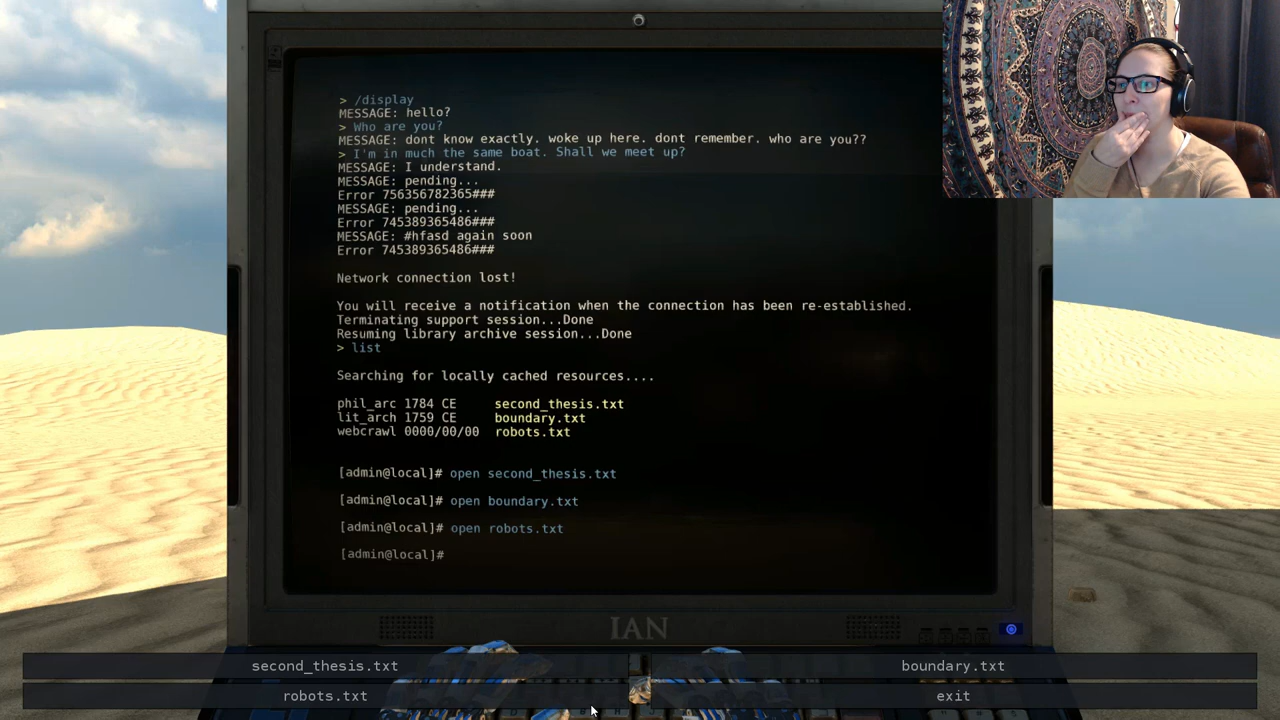 > /display
MESSAGE: hello?
> Who are you?
MESSAGE: dont know exactly. woke up here. dont remember. who are you??
> I'm in much the same boat. Shall we meet up?
MESSAGE: I understand.
MESSAGE: pending...
Error 756356782365###
MESSAGE: pending...
Error 745389365486###
MESSAGE: #hfasd again soon
Error 745389365486###
Network connection lost!
You will receive a notification when the connection has been re-established.
Terminating support session...Done
Resuming library archive session...Done
> list
Searching for locally cached resources....
phil_arc 1784 CE second_thesis.txt
lit_arch 1759 CE boundary.txt
webcrawl 0000/00/00 robots.txt
[admin@local]# open second_thesis.txt
[admin@local]# open boundary.txt
[admin@local]# open robots.txt
[admin@local]#
IAN
second_thesis.txt boundary.txt
robots.txt exit